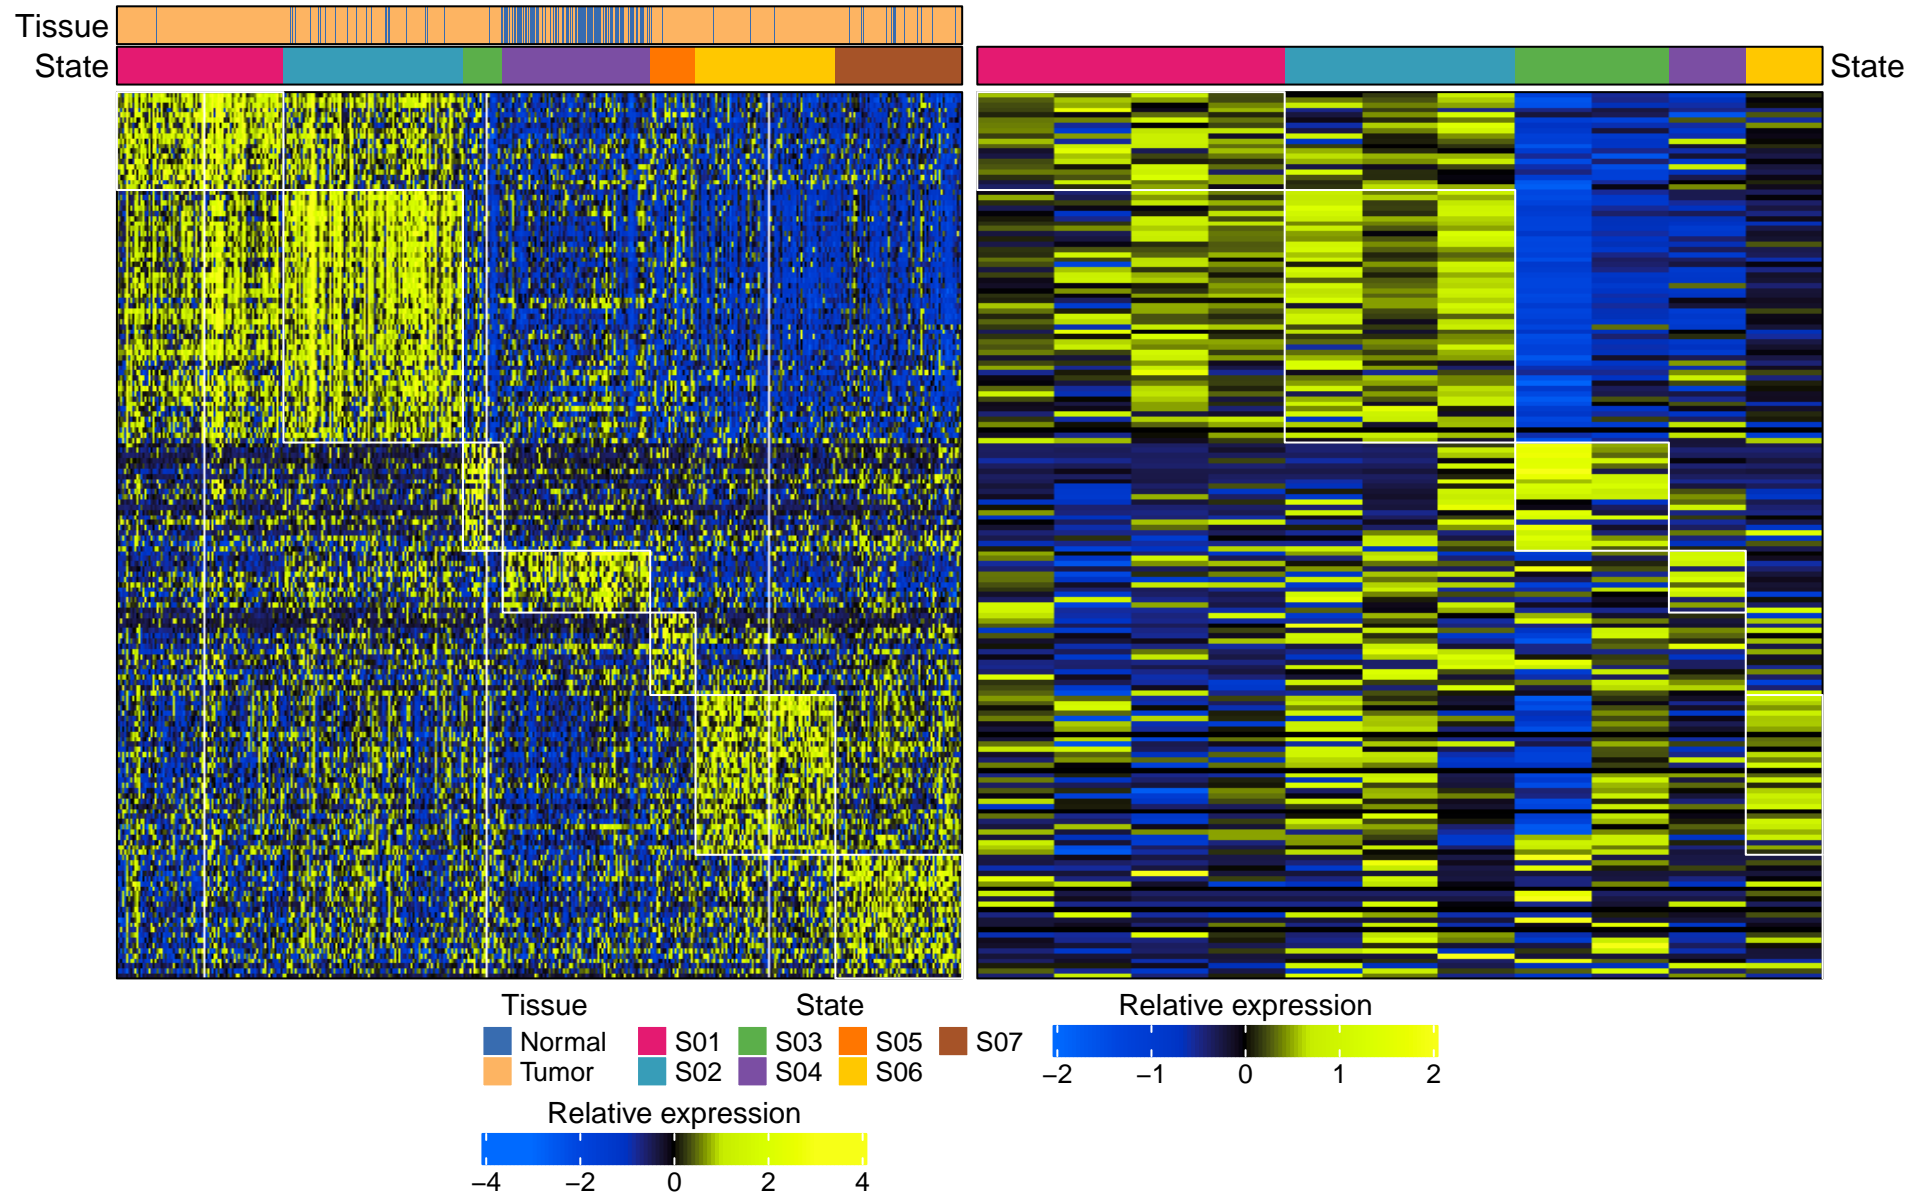 Tissue
State
State
Tissue
Normal
Tumor
State
S01 S03 S05 S07
S02 S04 S06
Relative expression
−2 −1 0 1 2
Relative expression
−4 −2 0 2 4